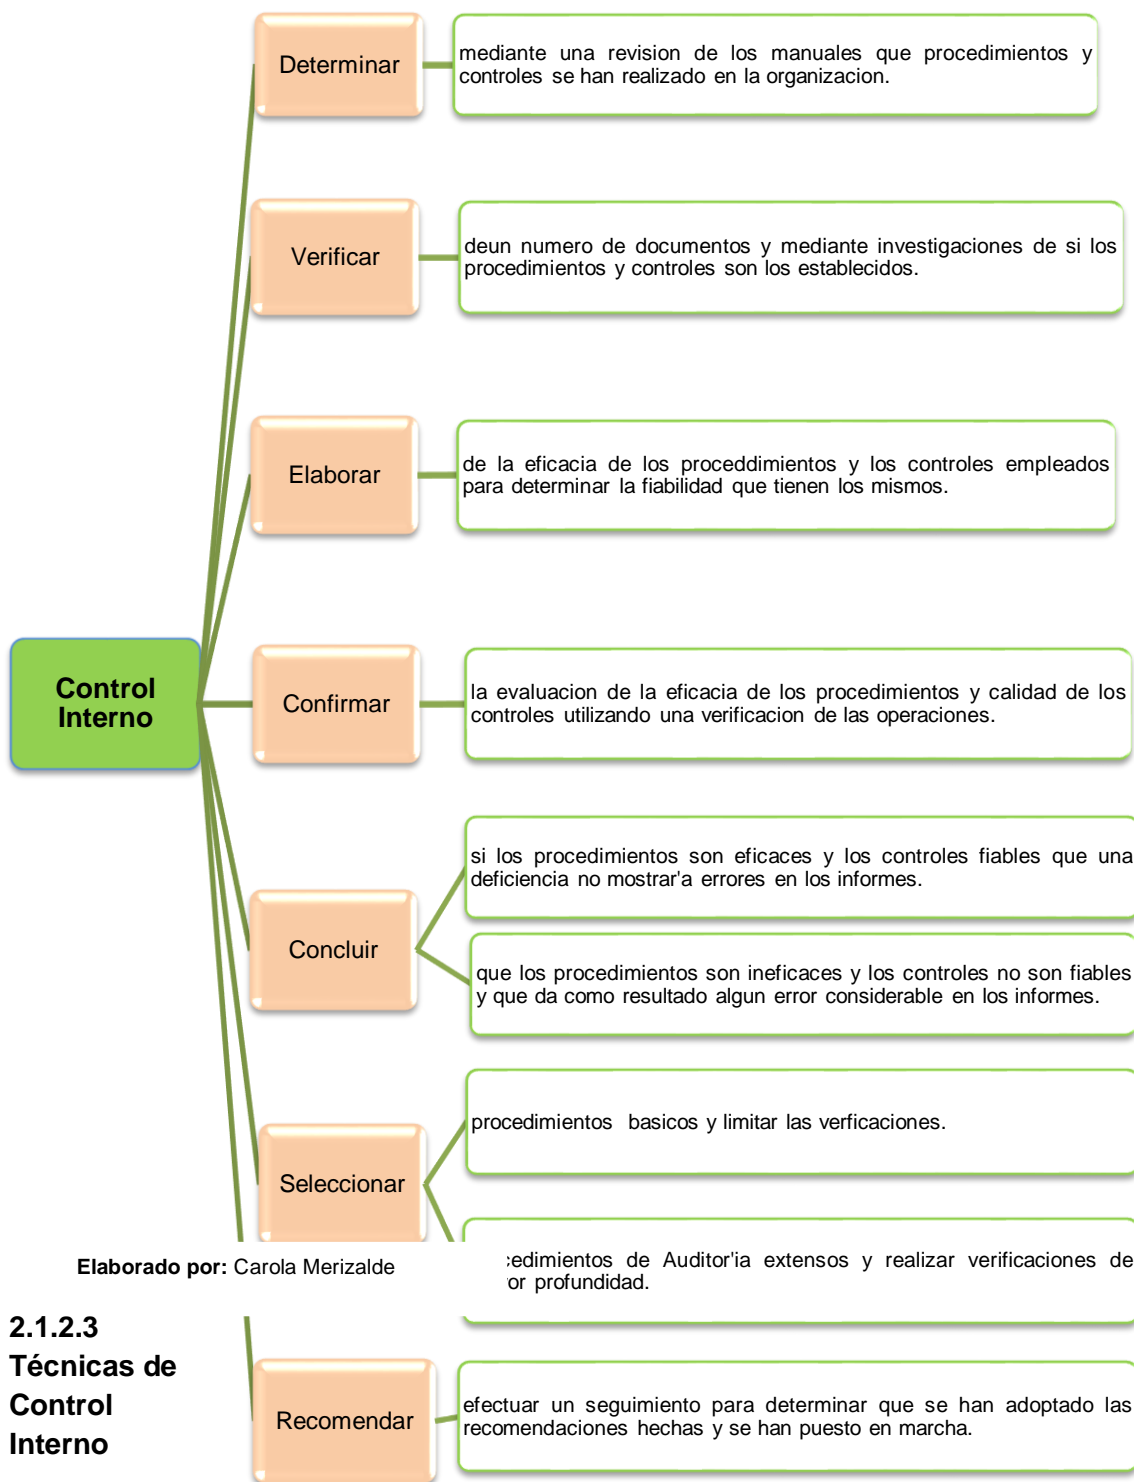 Determinar
mediante una revision de los manuales que procedimientos y
controles se han realizado en la organizacion.
Verificar
deun numero de documentos y mediante investigaciones de si los
procedimientos y controles son los establecidos.
Elaborar
de la eficacia de los proceddimientos y los controles empleados
para determinar la fiabilidad que tienen los mismos.
Control
Interno
Confirmar
la evaluacion de la eficacia de los procedimientos y calidad de los
controles utilizando una verificacion de las operaciones.
Concluir
si los procedimientos son eficaces y los controles fiables que una
deficiencia no mostrar'a errores en los informes.
que los procedimientos son ineficaces y los controles no son fiables
y que da como resultado algun error considerable en los informes.
Seleccionar
procedimientos basicos y limitar las verficaciones.
de Auditor'ia extensos y realizar verificaciones de
profundidad.
Elaborado por: Carola Merizalde
2.1.2.3
Técnicas de
Control
Interno
Recomendar
efectuar un seguimiento para determinar que se han adoptado las
recomendaciones hechas y se han puesto en marcha.